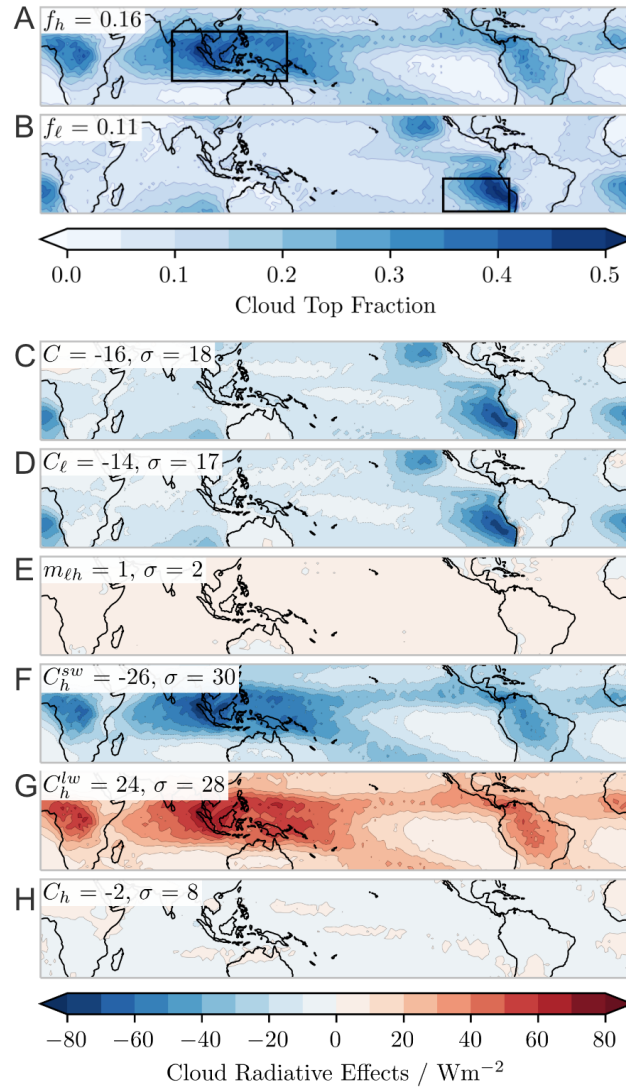 A
f_h = 0.16
B
f_ℓ = 0.11
0.0 0.1 0.2 0.3 0.4 0.5
Cloud Top Fraction
C
C = -16, σ = 18
D
C_ℓ = -14, σ = 17
E
m_ℓh = 1, σ = 2
F
C_h^sw = -26, σ = 30
G
C_h^lw = 24, σ = 28
H
C_h = -2, σ = 8
−80 −60 −40 −20 0 20 40 60 80
Cloud Radiative Effects / Wm⁻²